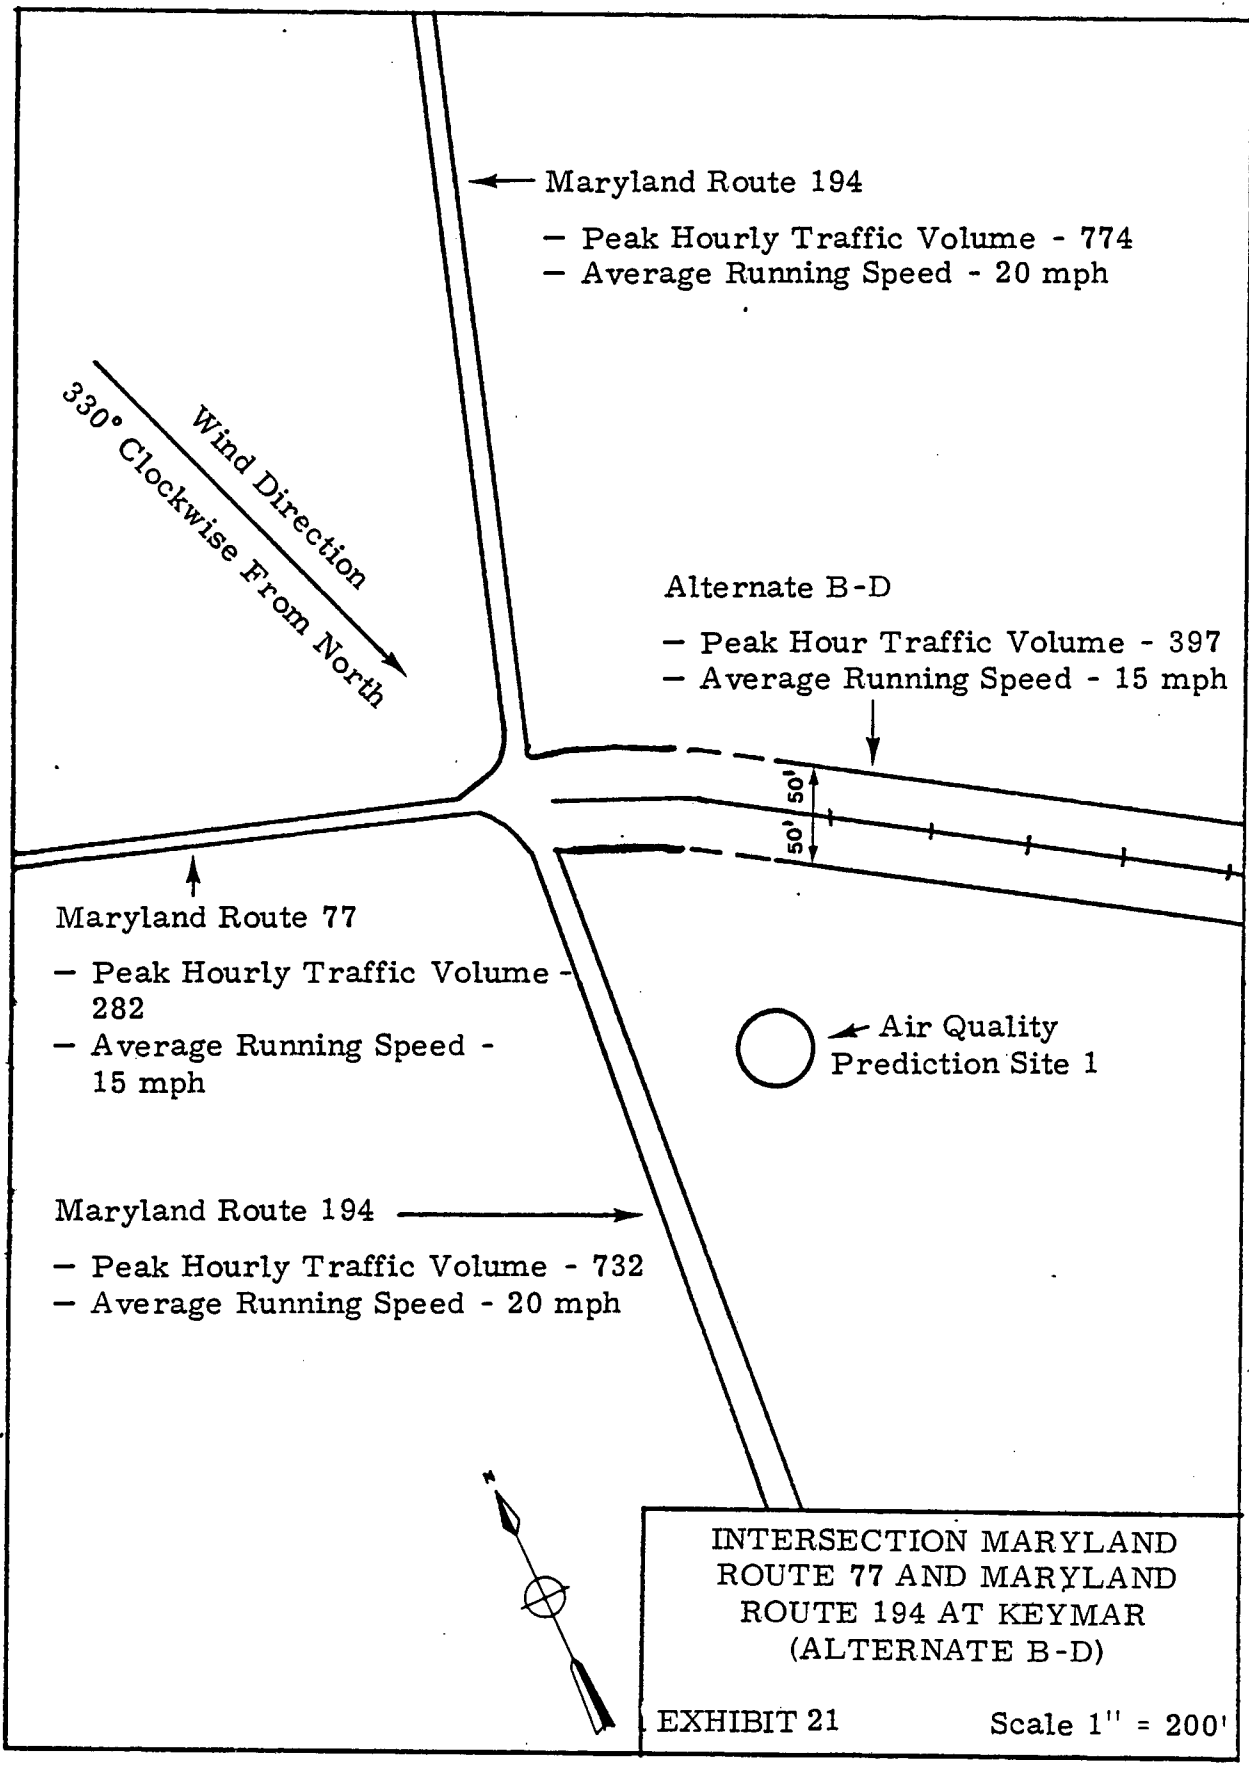 Maryland Route 194
— Peak Hourly Traffic Volume - 774
— Average Running Speed - 20 mph
Wind Direction
330° Clockwise From North
Alternate B-D
— Peak Hour Traffic Volume - 397
— Average Running Speed - 15 mph
50'
50'
Maryland Route 77
— Peak Hourly Traffic Volume -
282
— Average Running Speed -
15 mph
Air Quality
Prediction Site 1
Maryland Route 194
— Peak Hourly Traffic Volume - 732
— Average Running Speed - 20 mph
N
INTERSECTION MARYLAND
ROUTE 77 AND MARYLAND
ROUTE 194 AT KEYMAR
(ALTERNATE B-D)
EXHIBIT 21
Scale 1" = 200'